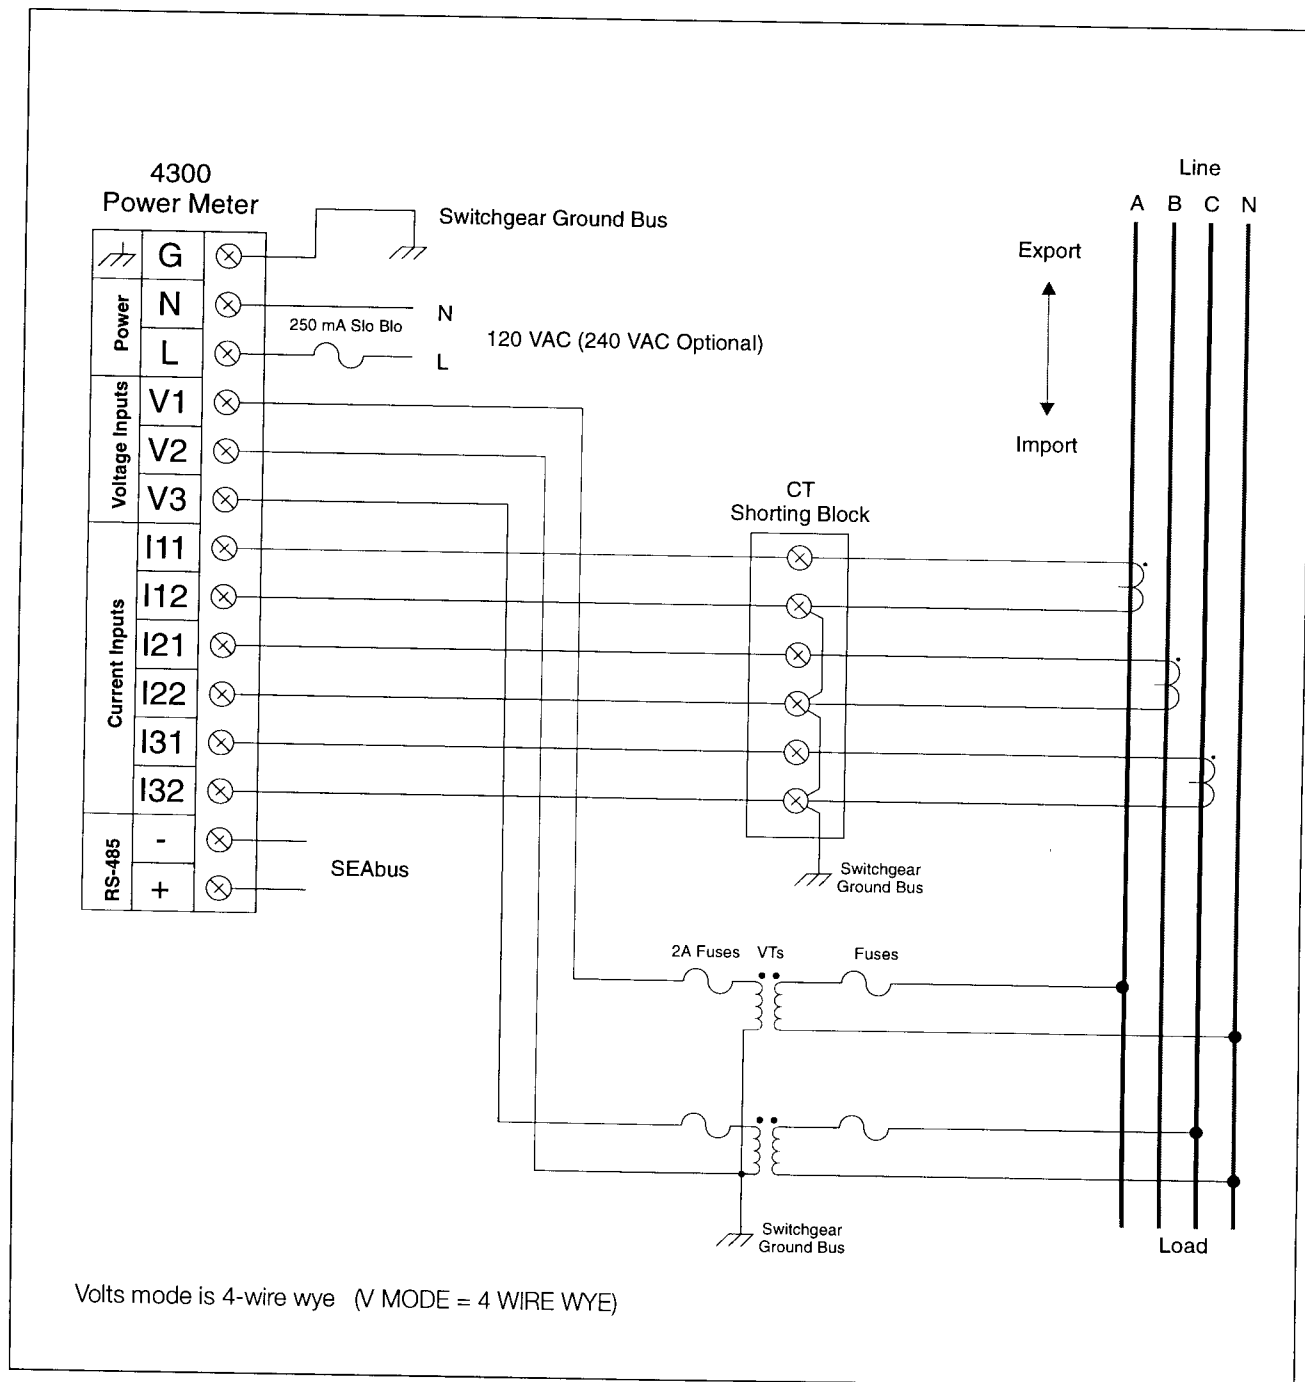 4300
Power Meter
Line
A B C N
Switchgear Ground Bus
Export
Import
G
Power
N
L
250 mA Slo Blo
N
L
120 VAC (240 VAC Optional)
Voltage Inputs
V1
V2
V3
CT
Shorting Block
Current Inputs
I11
I12
I21
I22
I31
I32
RS-485
-
+
SEAbus
Switchgear
Ground Bus
2A Fuses VTs Fuses
Switchgear
Ground Bus
Load
Volts mode is 4-wire wye (V MODE = 4 WIRE WYE)